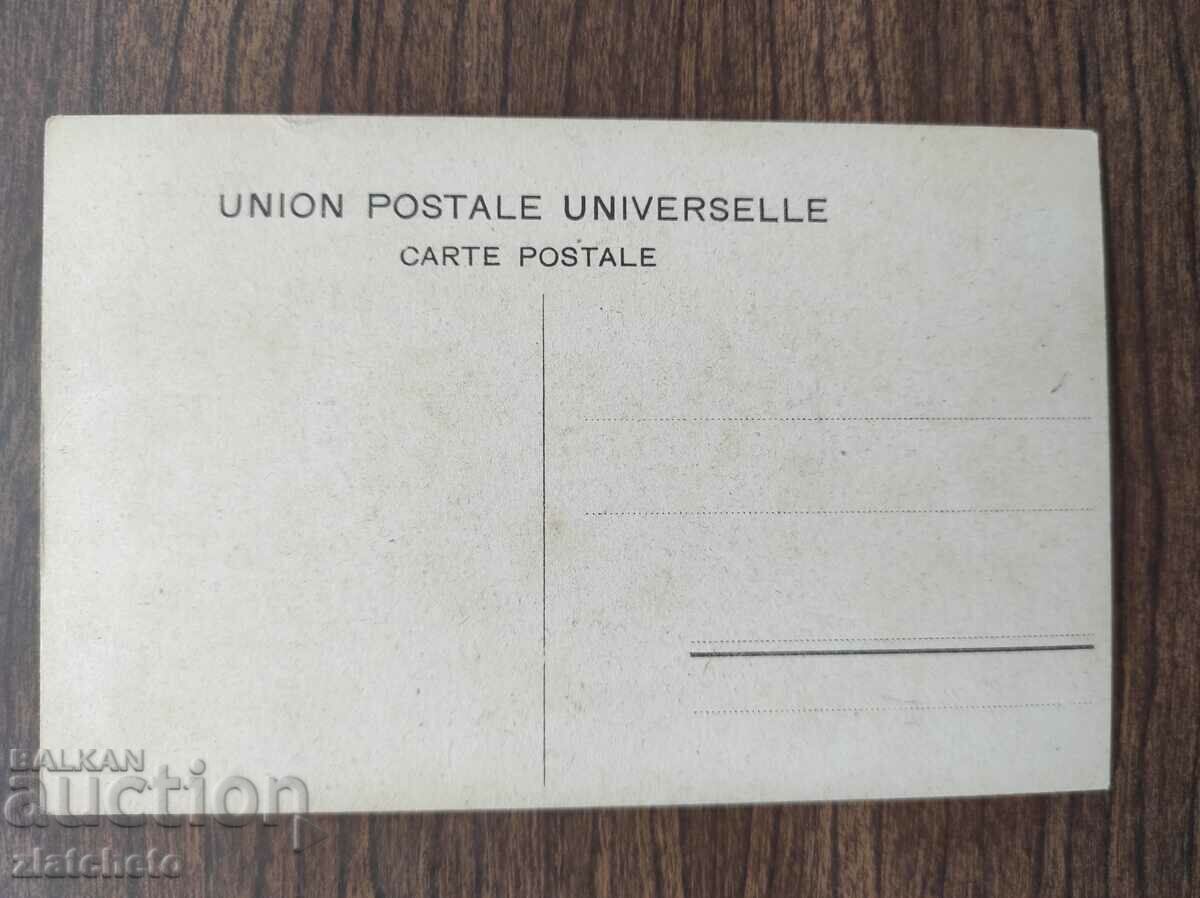 UNION POSTALE UNIVERSELLE
CARTE POSTALE
BALKAN
auction
zlatcheto